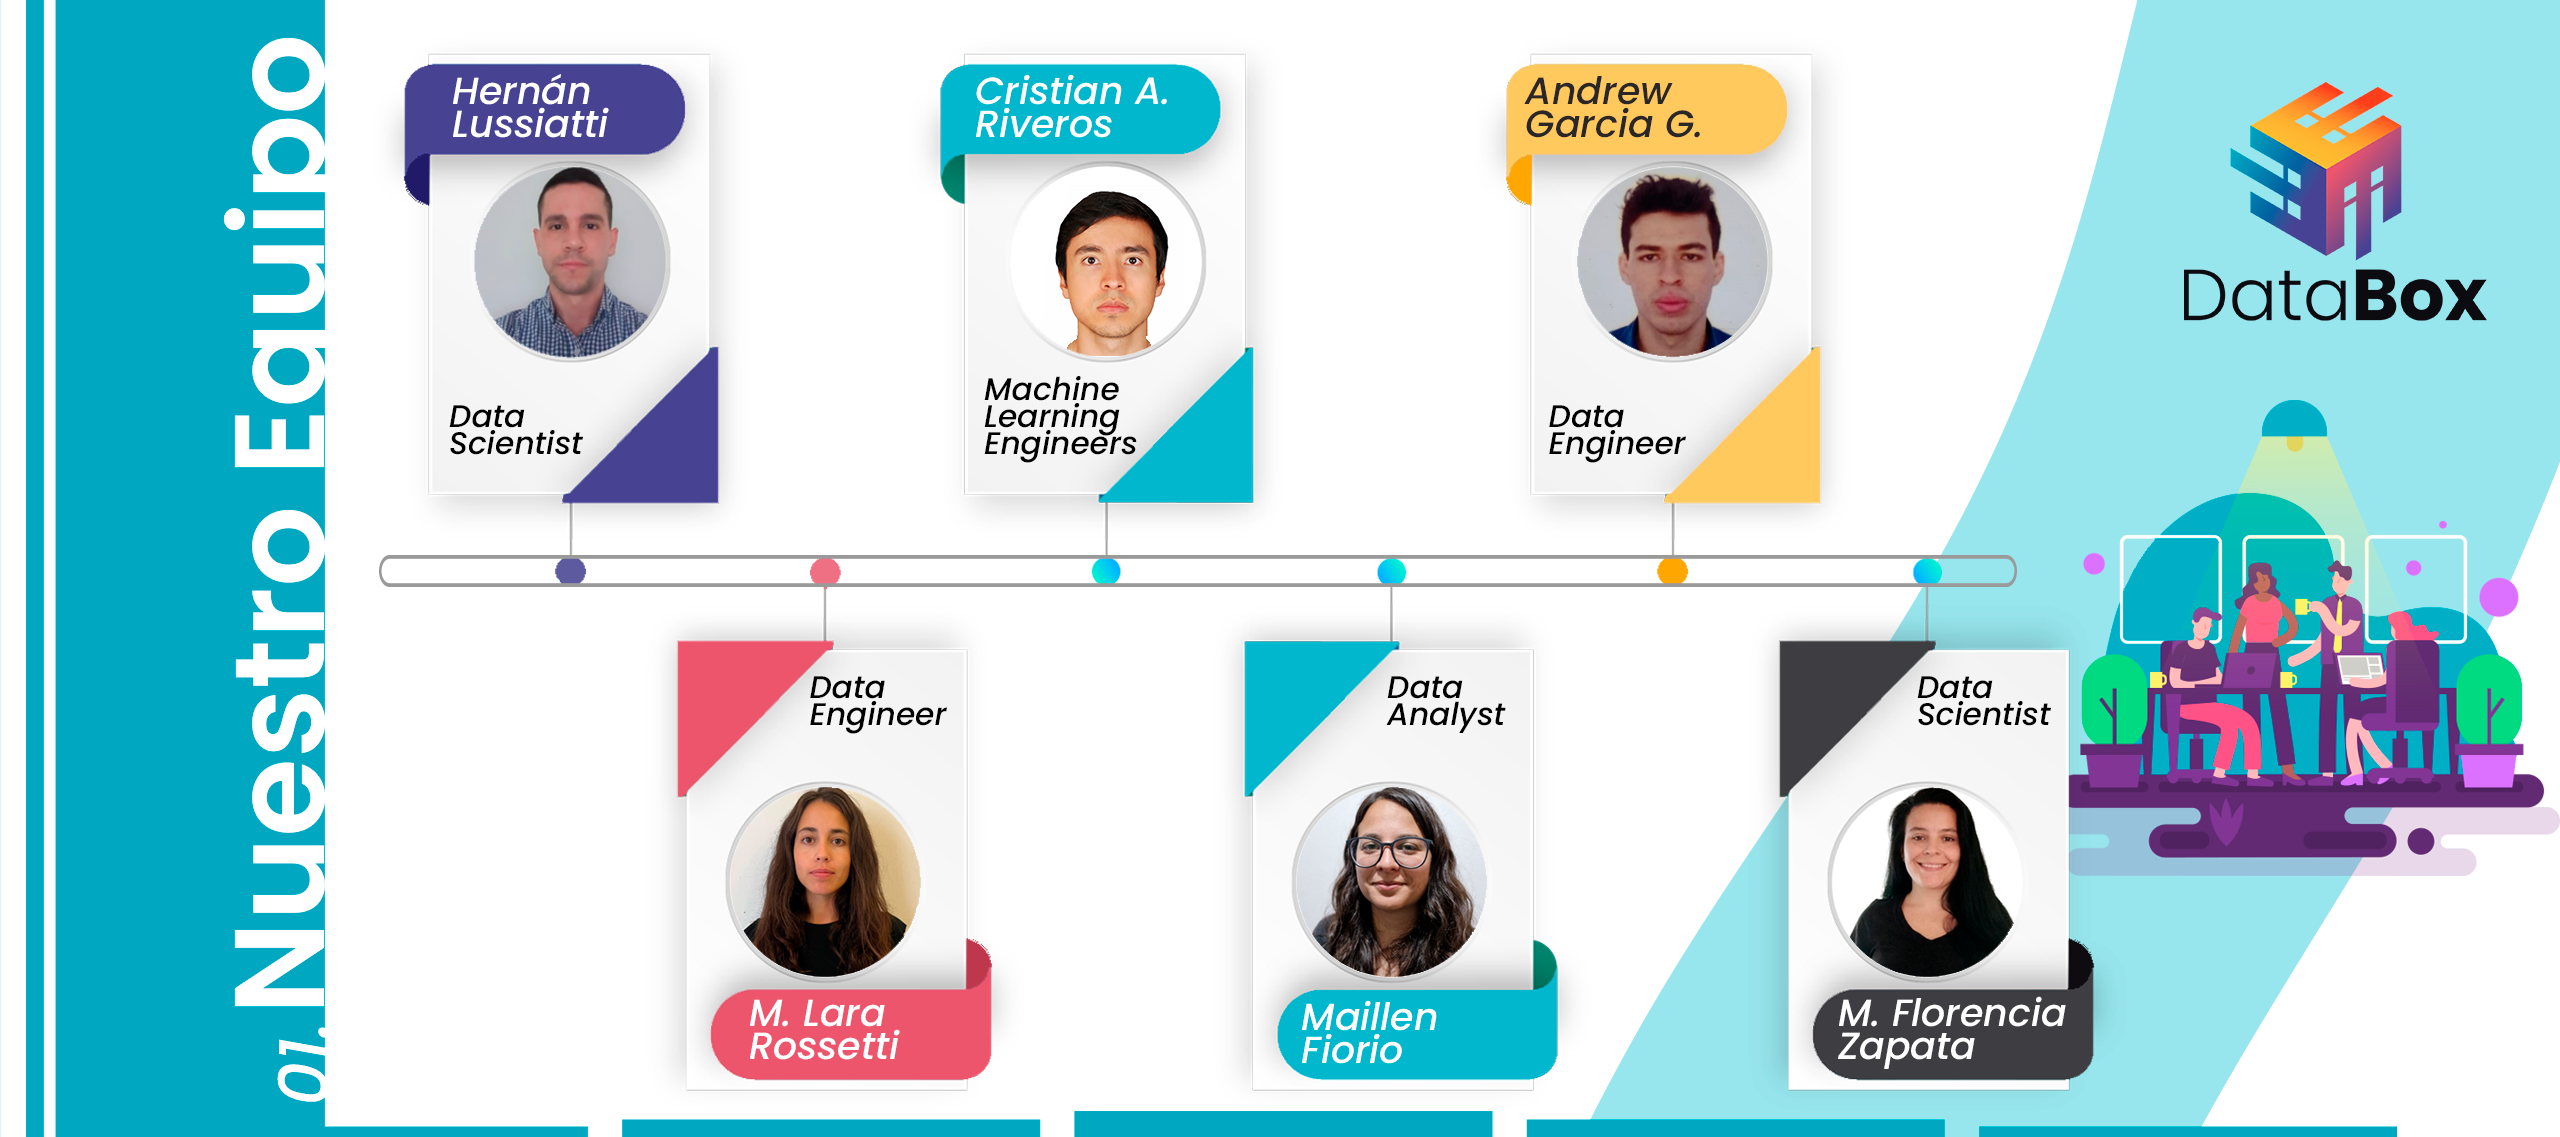 01. Nuestro Equipo
Hernán
Lussiatti
Data
Scientist
Cristian A.
Riveros
Machine
Learning
Engineers
Andrew
Garcia G.
Data
Engineer
DataBox
Data
Engineer
M. Lara
Rossetti
Data
Analyst
Maillen
Fiorio
Data
Scientist
M. Florencia
Zapata